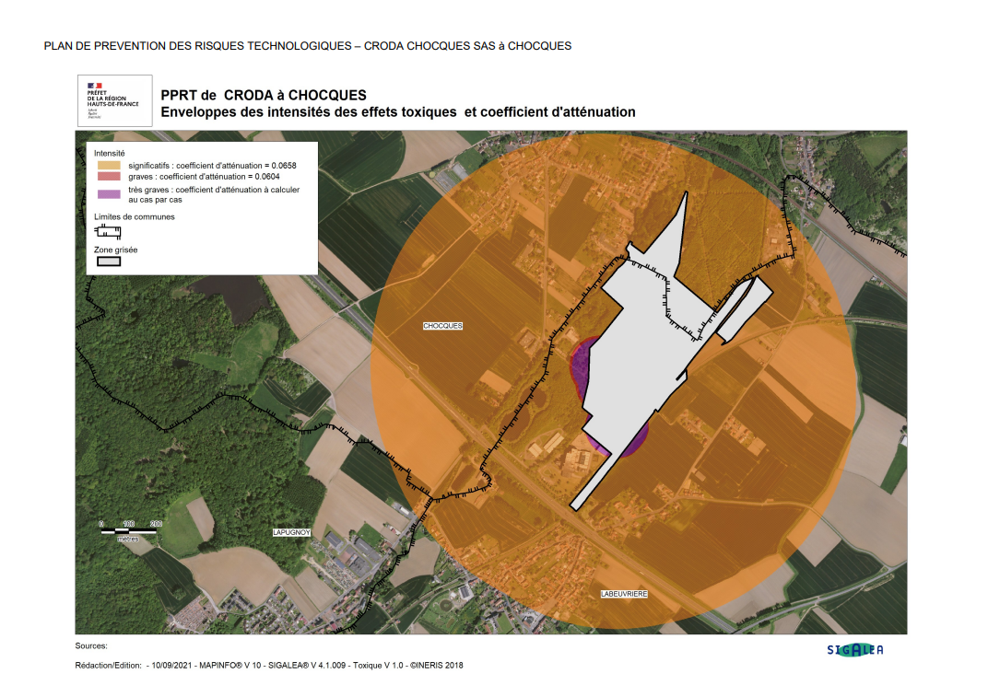 PLAN DE PREVENTION DES RISQUES TECHNOLOGIQUES – CRODA CHOCQUES SAS à CHOCQUES
PRÉFET
DE LA RÉGION
HAUTS-DE-FRANCE
PPRT de CRODA à CHOCQUES
Enveloppes des intensités des effets toxiques et coefficient d'atténuation
Intensité
significatifs : coefficient d'atténuation = 0.0658
graves : coefficient d'atténuation = 0.0604
très graves : coefficient d'atténuation à calculer
au cas par cas
Limites de communes
Zone grisée
CHOCQUES
0 100 200
mètres
LAPUGNOY
LABEUVRIERE
Sources:
SIGALEA
Rédaction/Edition: - 10/09/2021 - MAPINFO® V 10 - SIGALEA® V 4.1.009 - Toxique V 1.0 - ©INERIS 2018